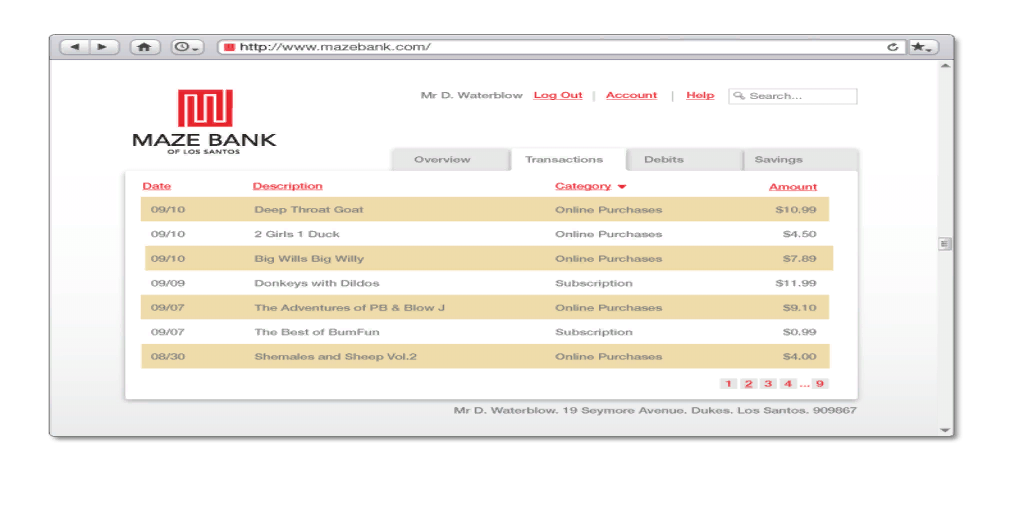 http://www.mazebank.com/
Mr D. Waterblow Log Out | Account | Help Search...
MAZE BANK
OF LOS SANTOS
Overview Transactions Debits Savings
Date Description Category Amount
09/10 Deep Throat Goat Online Purchases $10.99
09/10 2 Girls 1 Duck Online Purchases $4.50
09/10 Big Wills Big Willy Online Purchases $7.89
09/09 Donkeys with Dildos Subscription $11.99
09/07 The Adventures of PB & Blow J Online Purchases $9.10
09/07 The Best of BumFun Subscription $0.99
08/30 Shemales and Sheep Vol.2 Online Purchases $4.00
1 2 3 4 ... 9
Mr D. Waterblow. 19 Seymore Avenue. Dukes. Los Santos. 909867